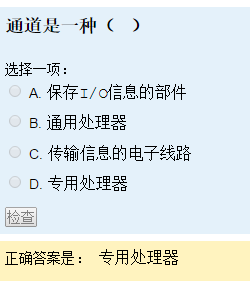 通道是一种（　）
选择一项：
A. 保存I/O信息的部件
B. 通用处理器
C. 传输信息的电子线路
D. 专用处理器
检查
正确答案是： 专用处理器